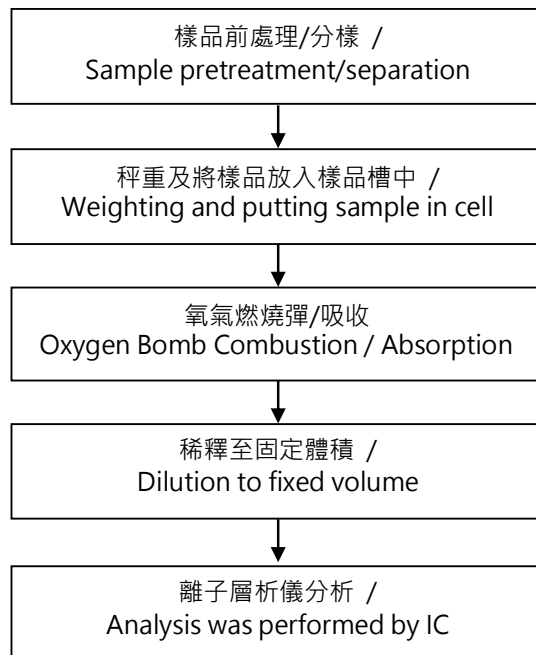 樣品前處理/分樣 /
Sample pretreatment/separation
秤重及將樣品放入樣品槽中 /
Weighting and putting sample in cell
氧氣燃燒彈/吸收
Oxygen Bomb Combustion / Absorption
稀釋至固定體積 /
Dilution to fixed volume
離子層析儀分析 /
Analysis was performed by IC